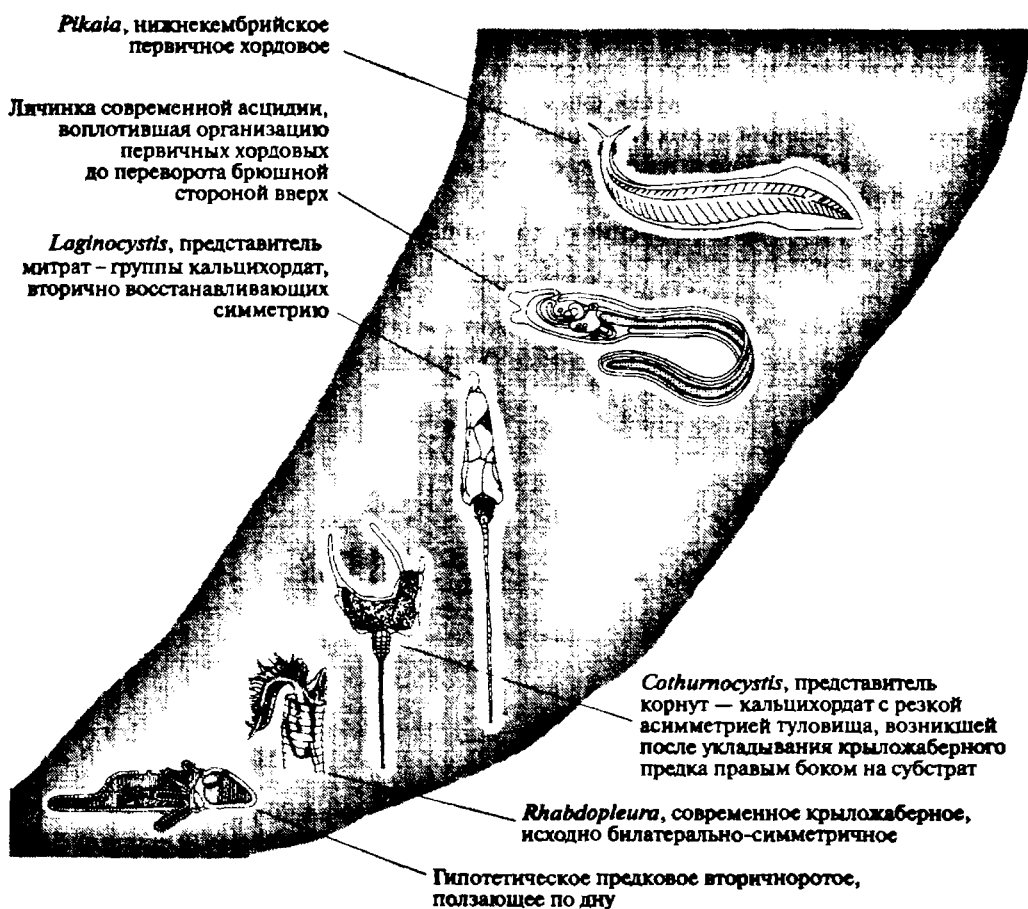 Pikaia, нижнекембрийское
первичное хордовое
Личинка современной асцидии,
воплотившая организацию
первичных хордовых
до переворота брюшной
стороной вверх
Laginocystis, представитель
митрат – группы кальцихордат,
вторично восстанавливающих
симметрию
Cothurnocystis, представитель
корнут — кальцихордат с резкой
асимметрией туловища, возникшей
после укладывания крыложаберного
предка правым боком на субстрат
Rhabdopleura, современное крыложаберное,
исходно билатерально-симметричное
Гипотетическое предковое вторичноротое,
ползающее по дну